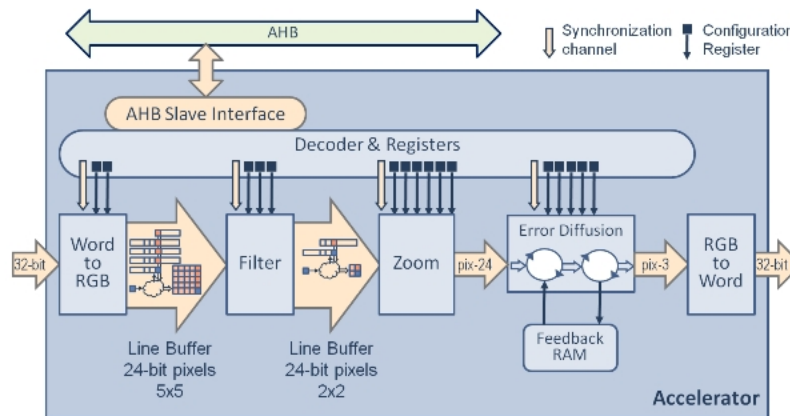 AHB
Synchronization
channel
Configuration
Register
AHB Slave Interface
Decoder & Registers
32-bit
Word
to
RGB
Filter
Zoom
pix-24
Error Diffusion
pix-3
RGB
to
Word
32-bit
Line Buffer
24-bit pixels
5x5
Line Buffer
24-bit pixels
2x2
Feedback
RAM
Accelerator